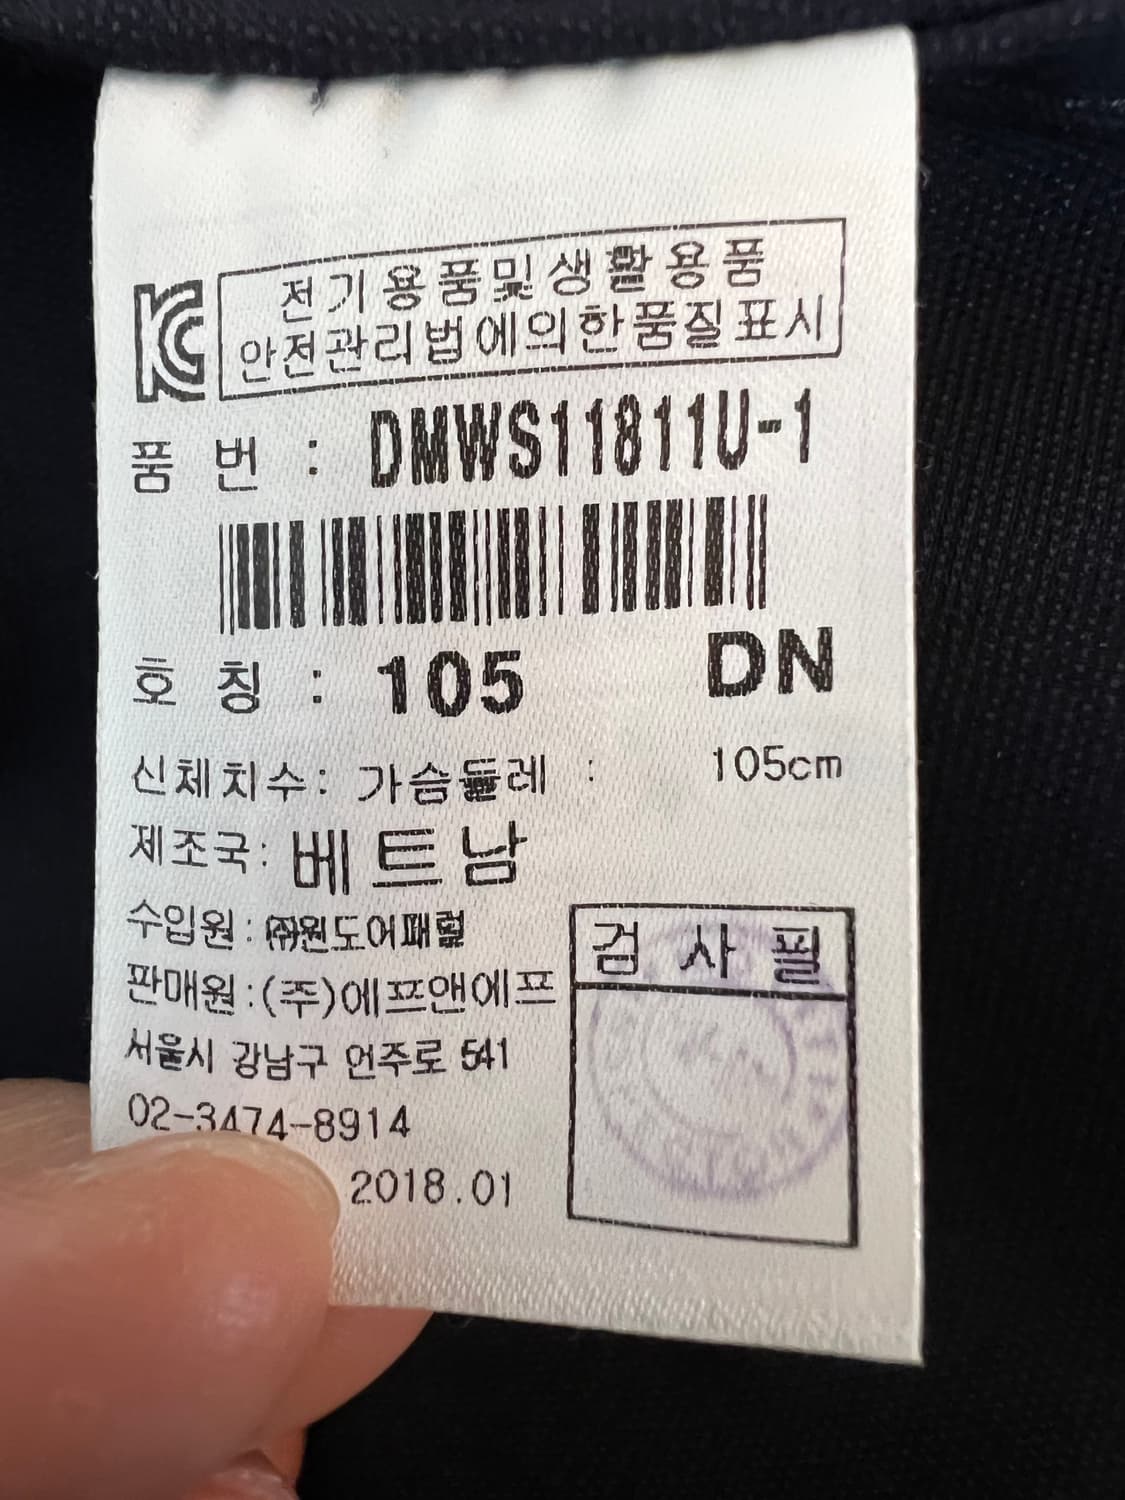 KC
전기용품및생활용품
안전관리법에의한품질표시
품 번 : DMWS11811U-1
호 칭 : 105 DN
신체치수: 가슴둘레 : 105cm
제조국: 베트남
수입원:㈜원도어패럴
판매원:(주)에프앤에프
서울시 강남구 언주로 541
02-3474-8914
2018.01
검 사 필